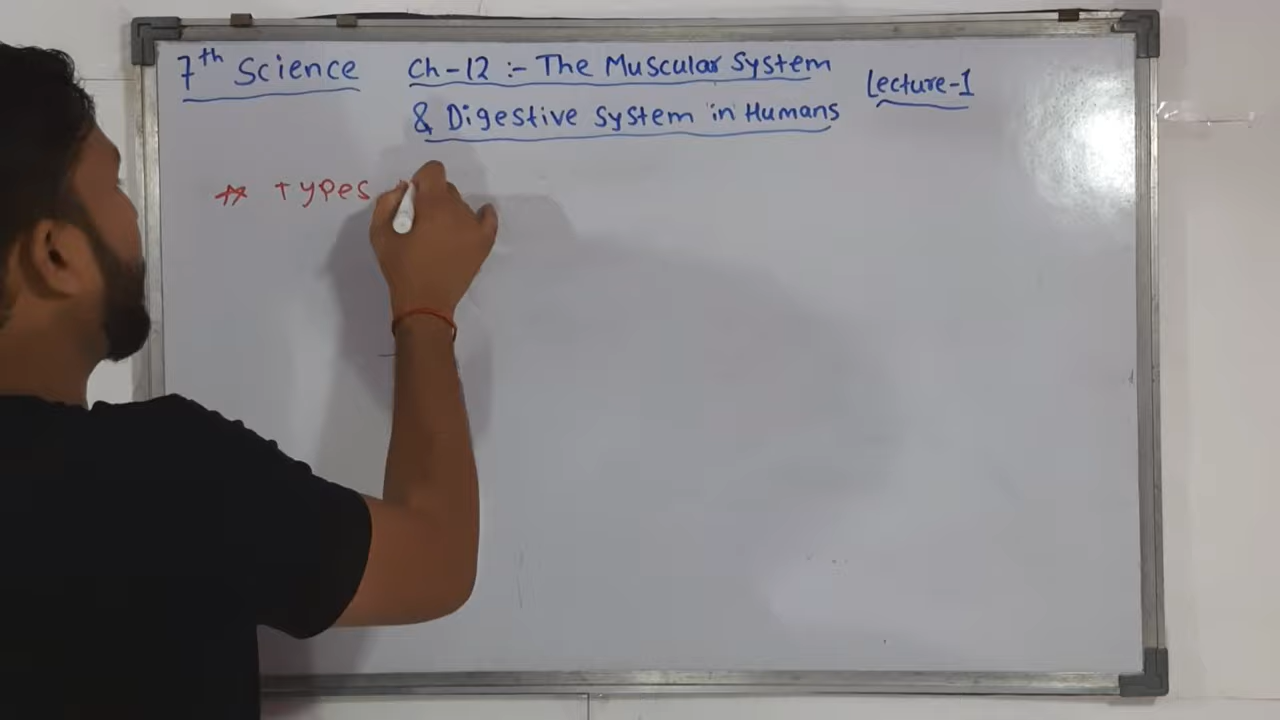 7th Science Ch-12 :- The Muscular System Lecture-1
& Digestive System in Humans
Types